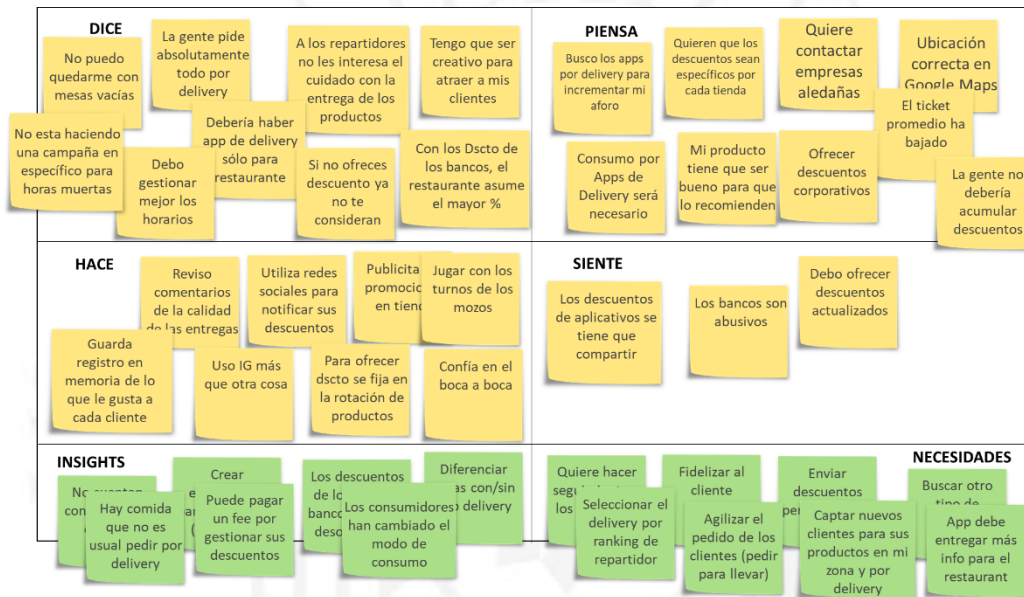 DICE
No puedo
quedarme con
mesas vacías
La gente pide
absolutamente
todo por
delivery
A los repartidores
no les interesa el
cuidado con la
entrega de los
productos
Tengo que ser
creativo para
atraer a mis
clientes
No esta haciendo
una campaña en
específico para
horas muertas
Debo
gestionar
mejor los
horarios
Debería haber
app de delivery
sólo para
restaurante
Si no ofreces
descuento ya
no te
consideran
Con los Dscto
de los bancos, el
restaurante asume
el mayor %
PIENSA
Busco los apps
por delivery para
incrementar mi
aforo
Quieren que los
descuentos sean
específicos por
cada tienda
Quiere
contactar
empresas
aledañas
Ubicación
correcta en
Google Maps
Consumo por
Apps de
Delivery será
necesario
Mi producto
tiene que ser
bueno para que
lo recomienden
Ofrecer
descuentos
corporativos
El ticket
promedio ha
bajado
La gente no
debería
acumular
descuentos
HACE
Reviso
comentarios
de la calidad
de las entregas
Utiliza redes
sociales para
notificar sus
descuentos
Publicita
en
Jugar con los
turnos de los
mozos
Guarda
registro en
memoria de lo
que le gusta a
cada cliente
Uso IG más
que otra cosa
Para ofrecer
dscto se fija en
la rotación de
productos
Confía en el
boca a boca
SIENTE
Los descuentos
de aplicativos se
tiene que
compartir
Los bancos son
abusivos
Debo ofrecer
descuentos
actualizados
INSIGHTS
Hay comida
que no es
usual pedir por
delivery
Crear
Puede pagar
un fee por
gestionar sus
descuentos
Los descuentos
de
Los consumidores
han cambiado el
modo de
consumo
Diferenciar
con/sin
delivery
NECESIDADES
Quiere hacer
los
Seleccionar el
delivery por
ranking de
repartidor
Fidelizar al
cliente
Agilizar el
pedido de los
clientes (pedir
para llevar)
Enviar
descuentos
Captar nuevos
clientes para sus
productos en mi
zona y por
delivery
Buscar otro
tipo de
App debe
entregar más
info para el
restaurant